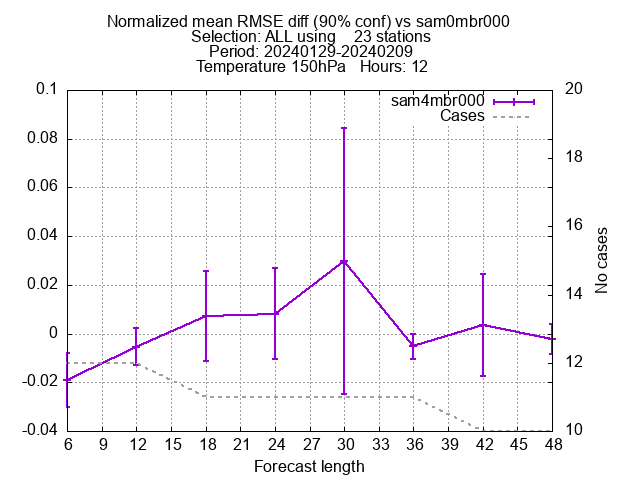 Normalized mean RMSE diff (90% conf) vs sam0mbr000
Selection: ALL using    23 stations
Period: 20240129-20240209
Temperature 150hPa   Hours: 12
sam4mbr000
Cases
0.1
0.08
0.06
0.04
0.02
0
-0.02
-0.04
20
18
16
14
12
10
No cases
6 9 12 15 18 21 24 27 30 33 36 39 42 45 48
Forecast length